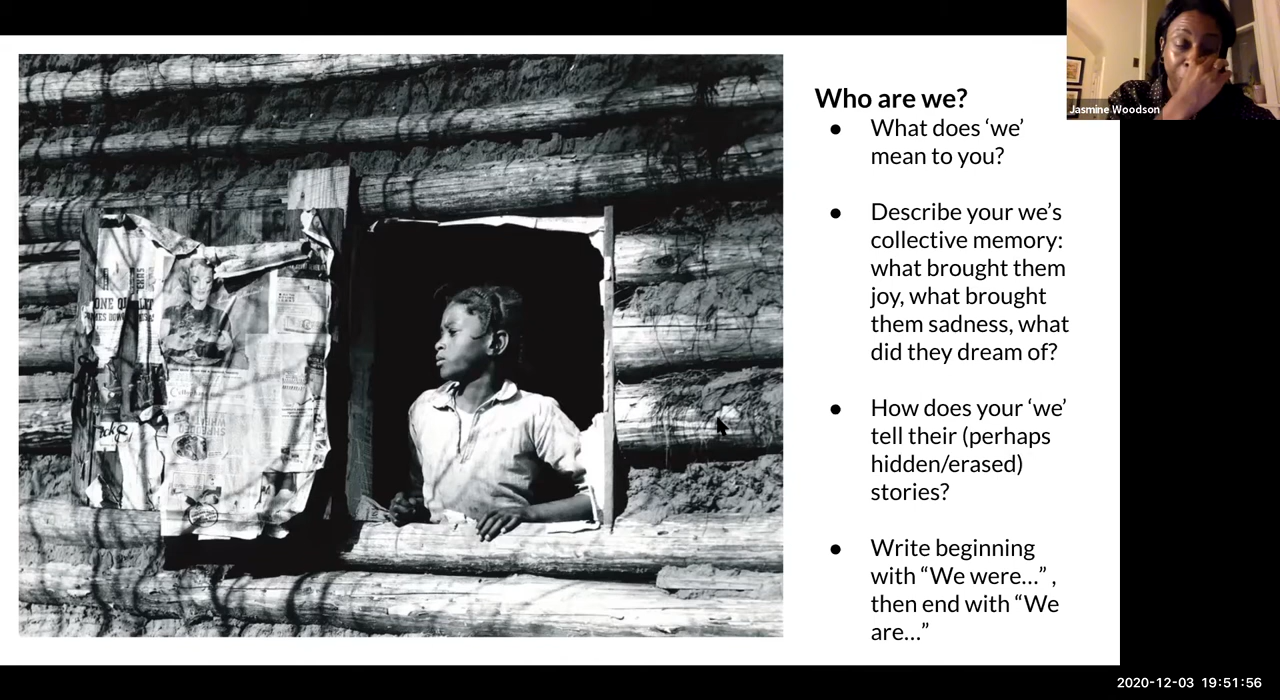 Who are we?
● What does ‘we’
mean to you?
● Describe your we’s
collective memory:
what brought them
joy, what brought
them sadness, what
did they dream of?
● How does your ‘we’
tell their (perhaps
hidden/erased)
stories?
● Write beginning
with “We were...” ,
then end with “We
are...”
Jasmine Woodson
2020-12-03 19:51:56